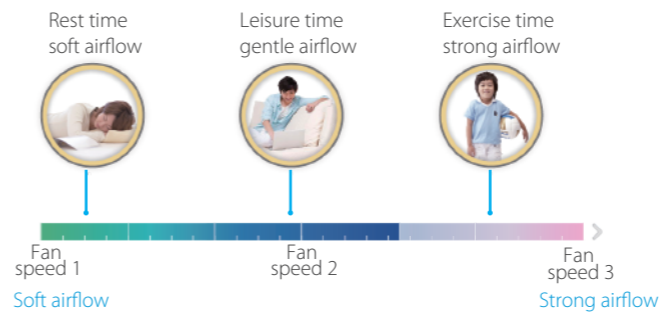 Rest time
soft airflow
Leisure time
gentle airflow
Exercise time
strong airflow
Fan
speed 1
Fan
speed 2
Fan
speed 3
Soft airflow
Strong airflow